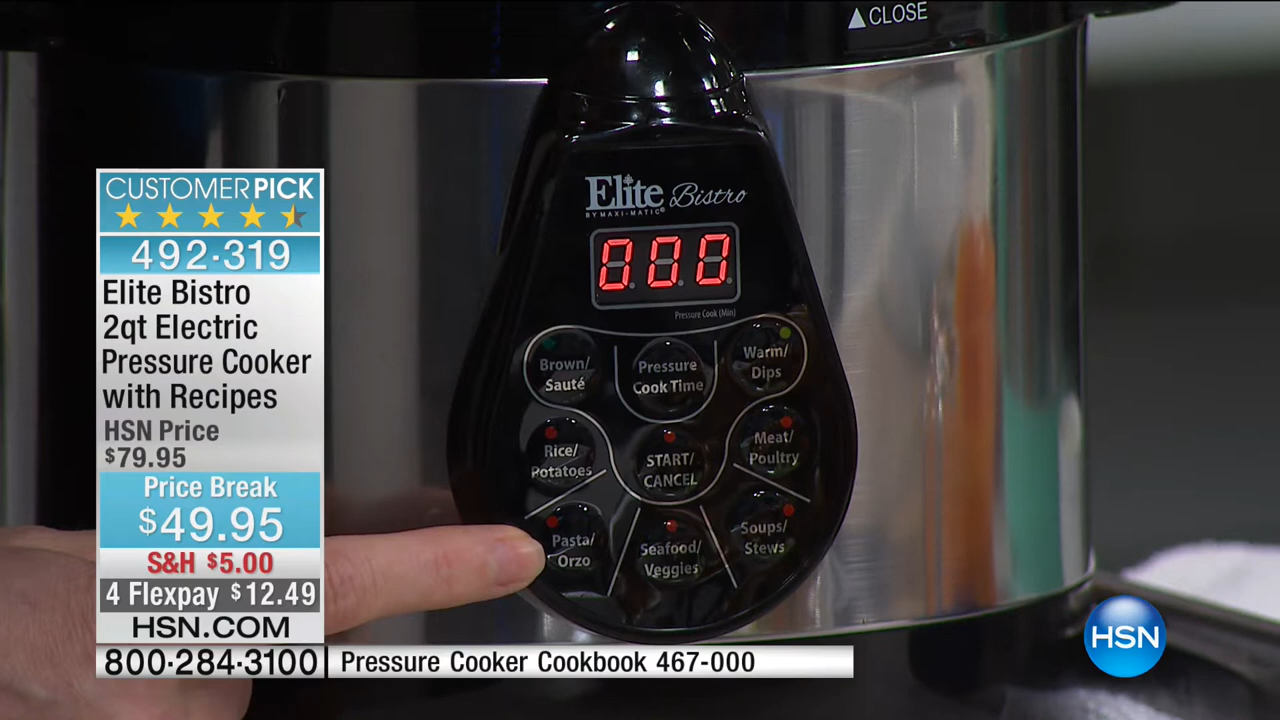 ▲CLOSE
CUSTOMER PICK
492·319
Elite Bistro
2qt Electric
Pressure Cooker
with Recipes
HSN Price
$79.95
Price Break
$49.95
S&H $5.00
4 Flexpay $12.49
HSN.COM
800·284·3100
Pressure Cooker Cookbook 467-000
Elite Bistro
BY MAXI-MATIC®
000
Pressure Cook (Min)
Brown/
Sauté
Pressure
Cook Time
Warm/
Dips
Rice/
Potatoes
START/
CANCEL
Meat/
Poultry
Pasta/
Orzo
Seafood/
Veggies
Soups/
Stews
HSN